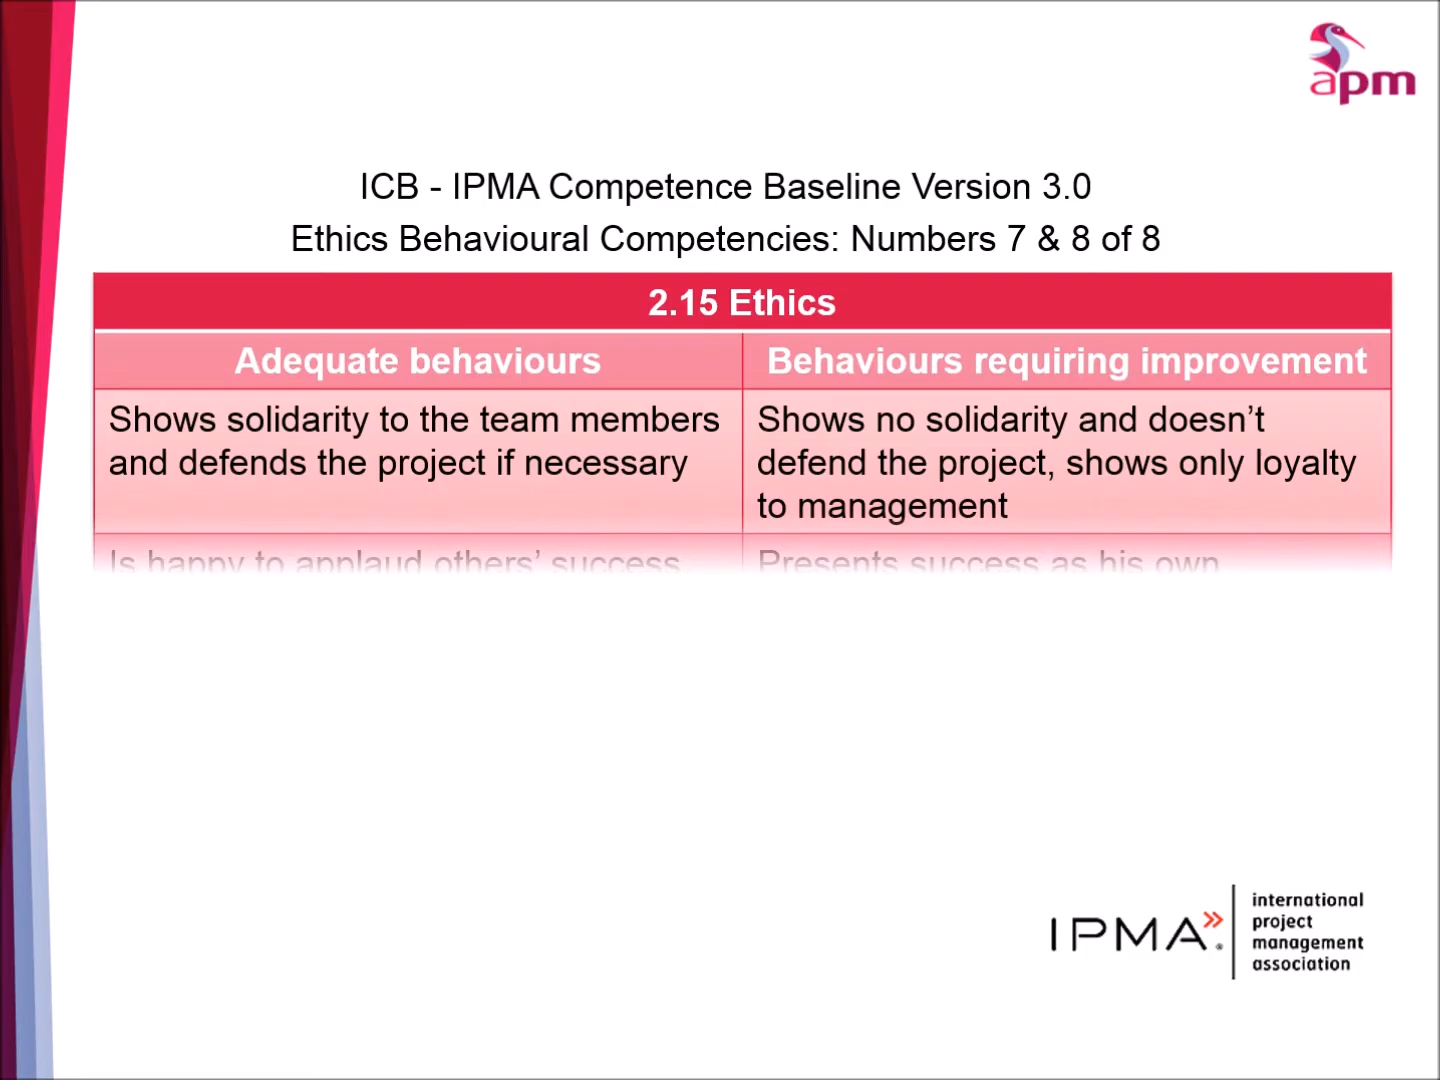 apm
ICB - IPMA Competence Baseline Version 3.0
Ethics Behavioural Competencies: Numbers 7 & 8 of 8
2.15 Ethics
Adequate behaviours
Behaviours requiring improvement
Shows solidarity to the team members
and defends the project if necessary
Shows no solidarity and doesn’t
defend the project, shows only loyalty
to management
Is happy to applaud others’ success
Presents success as his own
IPMA®
international
project
management
association